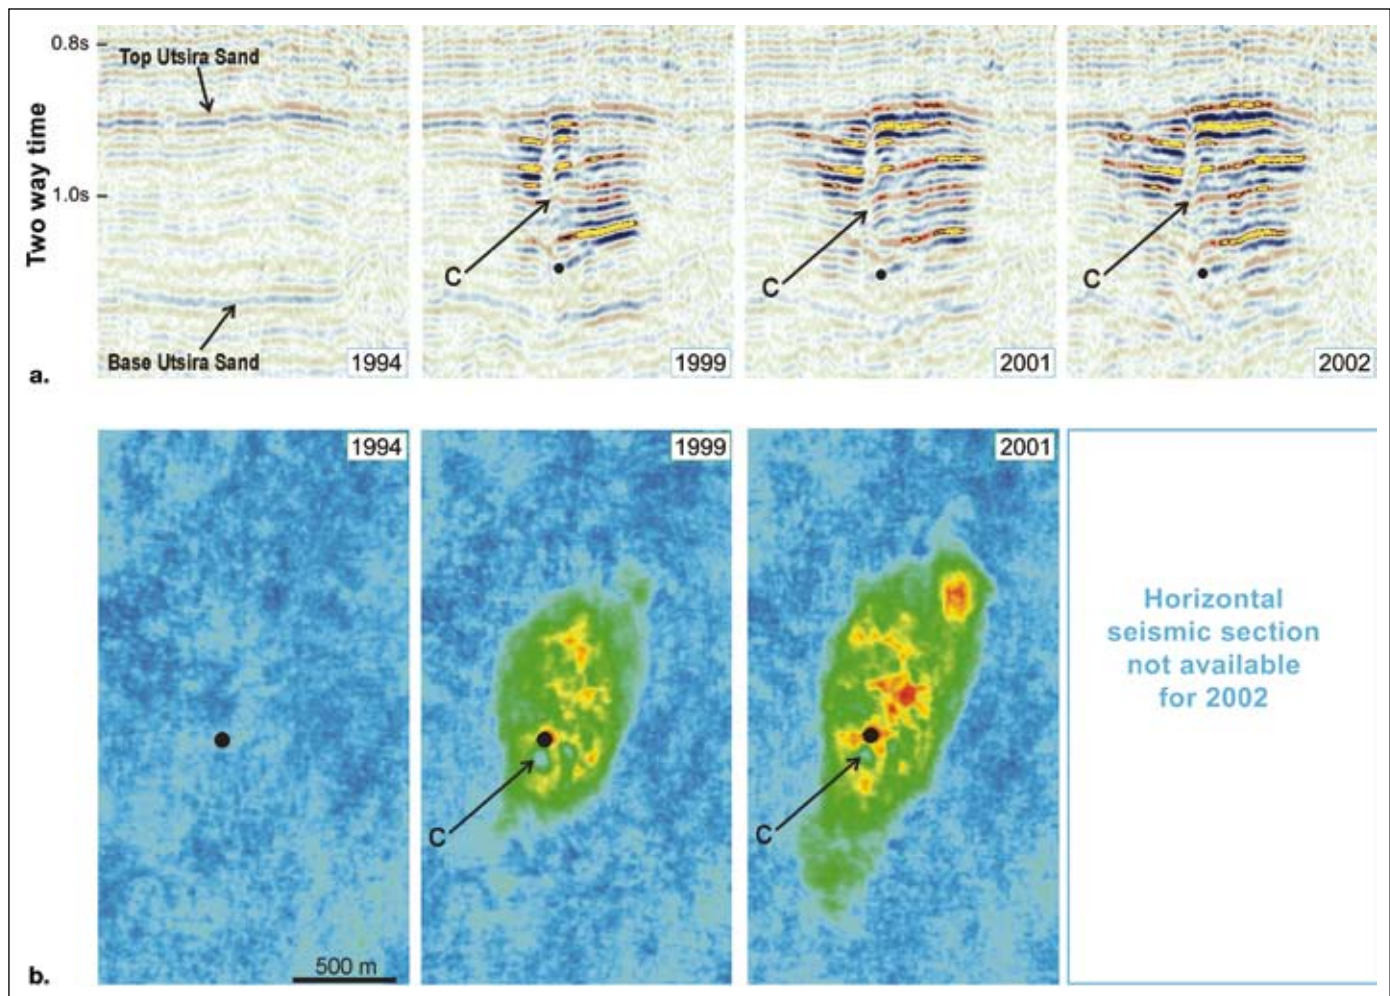 0.8s
Top Utsira Sand
Two way time
1.0s
C
C
C
Base Utsira Sand
1994
1999
2001
2002
a.
1994
1999
2001
Horizontal
seismic section
not available
for 2002
C
C
500 m
b.